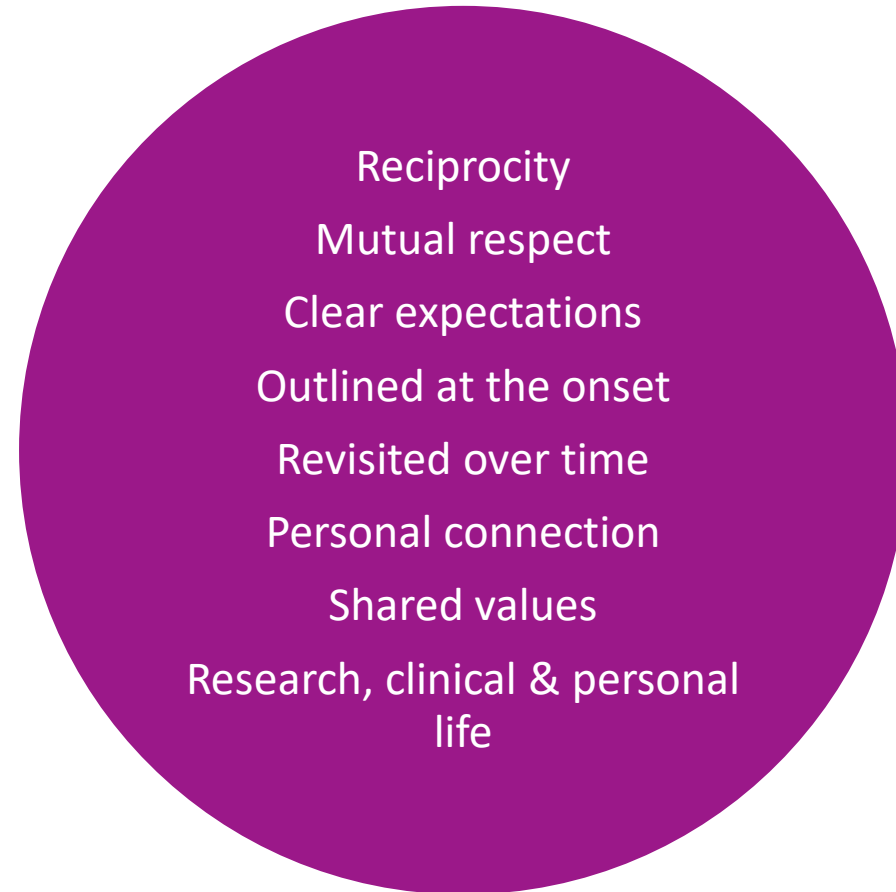 Reciprocity
Mutual respect
Clear expectations
Outlined at the onset
Revisited over time
Personal connection
Shared values
Research, clinical & personal
life